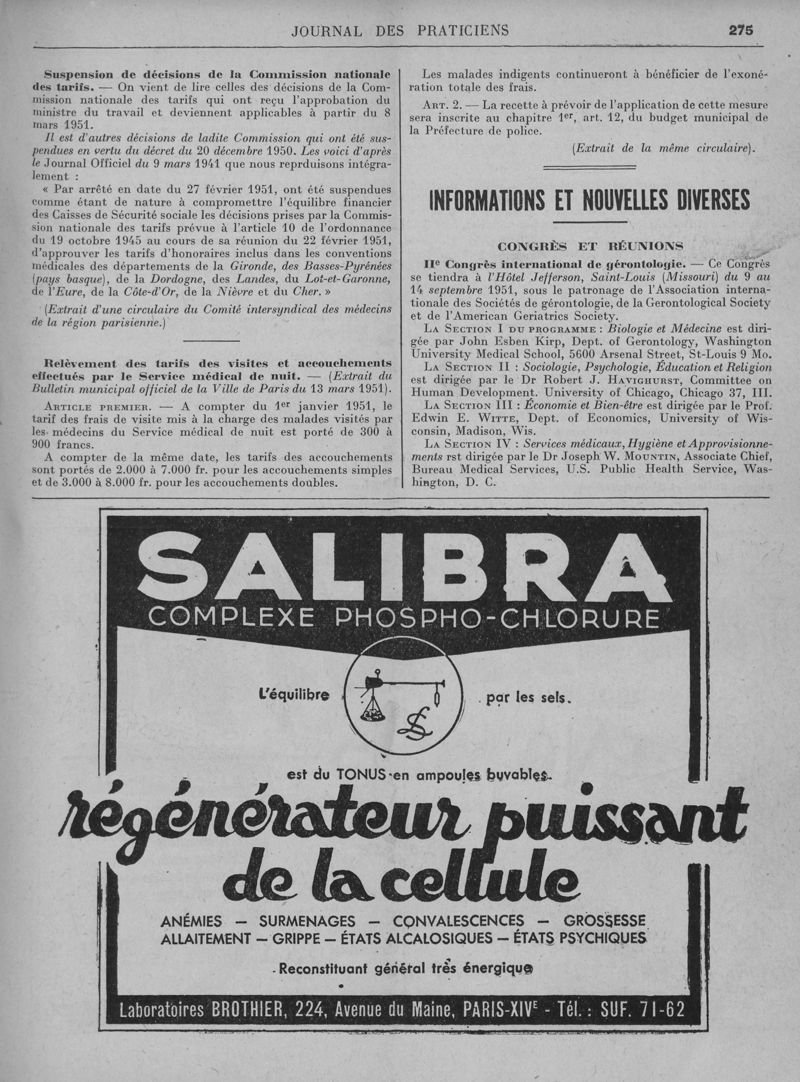 JOURNAL DES PRATICIENS 275
Suspension de décisions de la Commission nationale
des tarifs. — On vient de lire celles des décisions de la Com-
mission nationale des tarifs qui ont reçu l'approbation du
ministre du travail et deviennent applicables à partir du 8
mars 1951.
Il est d'autres décisions de ladite Commission qui ont été sus-
pendues en vertu du décret du 20 décembre 1950. Les voici d'après
le Journal Officiel du 9 mars 1941 que nous reprduisons intégra-
lement :
« Par arrêté en date du 27 février 1951, ont été suspendues
comme étant de nature à compromettre l'équilibre financier
des Caisses de Sécurité sociale les décisions prises par la Commis-
sion nationale des tarifs prévue à l'article 10 de l'ordonnance
du 19 octobre 1945 au cours de sa réunion du 22 février 1951,
d'approuver les tarifs d'honoraires inclus dans les conventions
médicales des départements de la Gironde, des Basses-Pyrénées
(pays basque), de la Dordogne, des Landes, du Lot-et-Garonne,
de l'Eure, de la Côte-d'Or, de la Nièvre et du Cher. »
(Extrait d'une circulaire du Comité intersyndical des médecins
de la région parisienne.)
Relèvement des tarifs des visites et accouchements
effectués par le Service médical de nuit. — (Extrait du
Bulletin municipal officiel de la Ville de Paris du 13 mars 1951).
ARTICLE PREMIER. — A compter du 1er janvier 1951, le
tarif des frais de visite mis à la charge des malades visités par
les médecins du Service médical de nuit est porté de 300 à
900 francs.
A compter de la même date, les tarifs des accouchements
sont portés de 2.000 à 7.000 fr. pour les accouchements simples
et de 3.000 à 8.000 fr. pour les accouchements doubles.
Les malades indigents continueront à bénéficier de l'exoné-
ration totale des frais.
ART. 2. — La recette à prévoir de l'application de cette mesure
sera inscrite au chapitre 1er, art. 12, du budget municipal de
la Préfecture de police.
(Extrait de la même circulaire).
INFORMATIONS ET NOUVELLES DIVERSES
CONGRÈS ET RÉUNIONS
IIe Congrès international de gérontologie. — Ce Congrès
se tiendra à l'Hôtel Jefferson, Saint-Louis (Missouri) du 9 au
14 septembre 1951, sous le patronage de l'Association interna-
tionale des Sociétés de gérontologie, de la Gerontological Society
et de l'American Geriatrics Society.
LA SECTION I DU PROGRAMME : Biologie et Médecine est diri-
gée par John Esben Kirp, Dept. of Gerontology, Washington
University Medical School, 5600 Arsenal Street, St-Louis 9 Mo.
LA SECTION II : Sociologie, Psychologie, Éducation et Religion
est dirigée par le Dr Robert J. HAVIGHURST, Committee on
Human Development. University of Chicago, Chicago 37, III.
LA SECTION III : Économie et Bien-être est dirigée par le Prof.
Edwin E. WITTE, Dept. of Economics, University of Wis-
consin, Madison, Wis.
LA SECTION IV : Services médicaux, Hygiène et Approvisionne-
ments rst dirigée par le Dr Joseph W. MOUNTIN, Associate Chief,
Bureau Medical Services, U.S. Public Health Service, Was-
hington, D. C.
SALIBRA
COMPLEXE PHOSPHO-CHLORURE
L'équilibre par les sels.
est du TONUS en ampoules buvables.
régénérateur puissant
de la cellule
ANÉMIES — SURMENAGES — CONVALESCENCES — GROSSESSE
ALLAITEMENT — GRIPPE — ÉTATS ALCALOSIQUES — ÉTATS PSYCHIQUES
Reconstituant général très énergique
Laboratoires BROTHIER, 224, Avenue du Maine, PARIS-XIVE - Tél. : SUF. 71-62